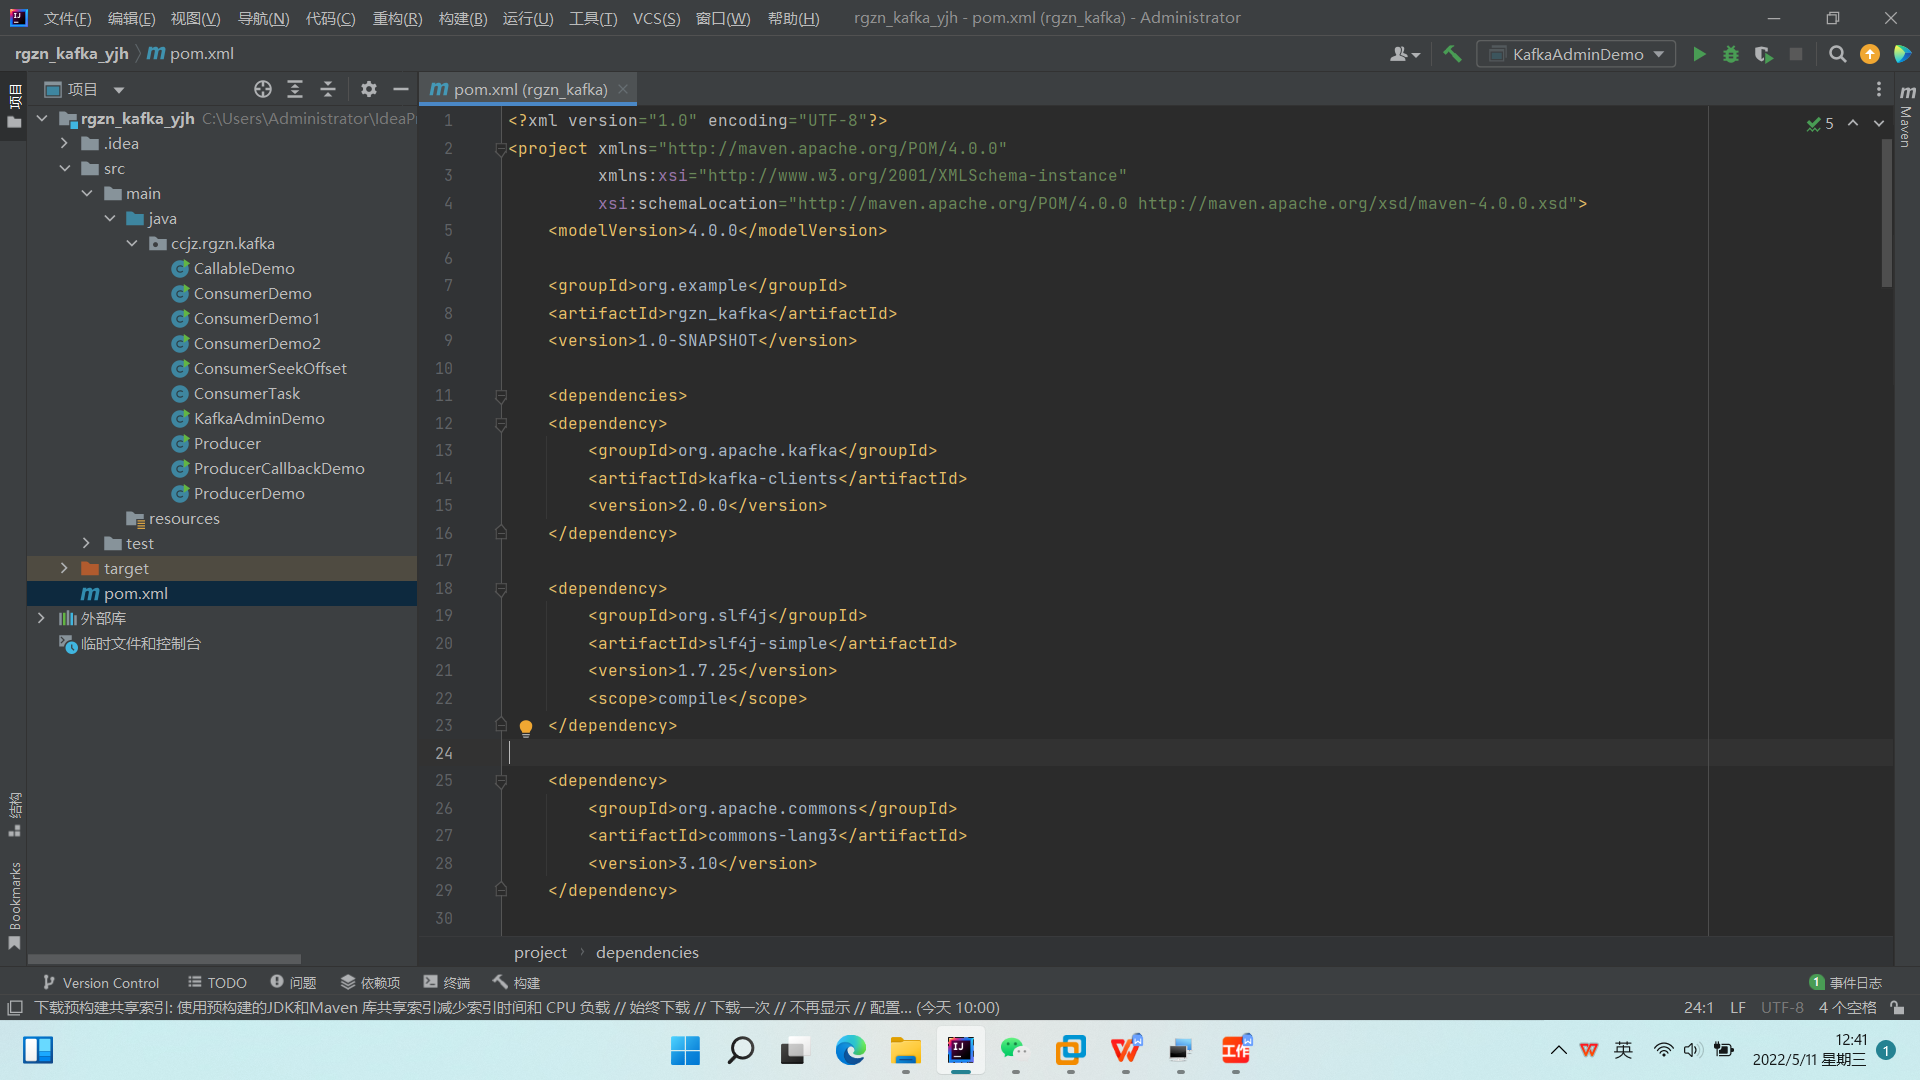 文件(F) 编辑(E) 视图(V) 导航(N) 代码(C) 重构(R) 构建(B) 运行(U) 工具(T) VCS(S) 窗口(W) 帮助(H) rgzn_kafka_yjh - pom.xml (rgzn_kafka) - Administrator
rgzn_kafka_yjh pom.xml
KafkaAdminDemo
项目
项目
pom.xml (rgzn_kafka)
Maven
rgzn_kafka_yjh C:\Users\Administrator\IdeaPr
.idea
src
main
java
ccjz.rgzn.kafka
CallableDemo
ConsumerDemo
ConsumerDemo1
ConsumerDemo2
ConsumerSeekOffset
ConsumerTask
KafkaAdminDemo
Producer
ProducerCallbackDemo
ProducerDemo
resources
test
target
pom.xml
外部库
临时文件和控制台
结构
Bookmarks
5
1 <?xml version="1.0" encoding="UTF-8"?>
2 <project xmlns="http://maven.apache.org/POM/4.0.0"
3 xmlns:xsi="http://www.w3.org/2001/XMLSchema-instance"
4 xsi:schemaLocation="http://maven.apache.org/POM/4.0.0 http://maven.apache.org/xsd/maven-4.0.0.xsd">
5 <modelVersion>4.0.0</modelVersion>
6
7 <groupId>org.example</groupId>
8 <artifactId>rgzn_kafka</artifactId>
9 <version>1.0-SNAPSHOT</version>
10
11 <dependencies>
12 <dependency>
13 <groupId>org.apache.kafka</groupId>
14 <artifactId>kafka-clients</artifactId>
15 <version>2.0.0</version>
16 </dependency>
17
18 <dependency>
19 <groupId>org.slf4j</groupId>
20 <artifactId>slf4j-simple</artifactId>
21 <version>1.7.25</version>
22 <scope>compile</scope>
23 </dependency>
24
25 <dependency>
26 <groupId>org.apache.commons</groupId>
27 <artifactId>commons-lang3</artifactId>
28 <version>3.10</version>
29 </dependency>
30
project dependencies
Version Control TODO 问题 依赖项 终端 构建 1 事件日志
下载预构建共享索引: 使用预构建的JDK和Maven 库共享索引减少索引时间和 CPU 负载 // 始终下载 // 下载一次 // 不再显示 // 配置... (今天 10:00) 24:1 LF UTF-8 4 个空格
工作
英
12:41
2022/5/11 星期三
1